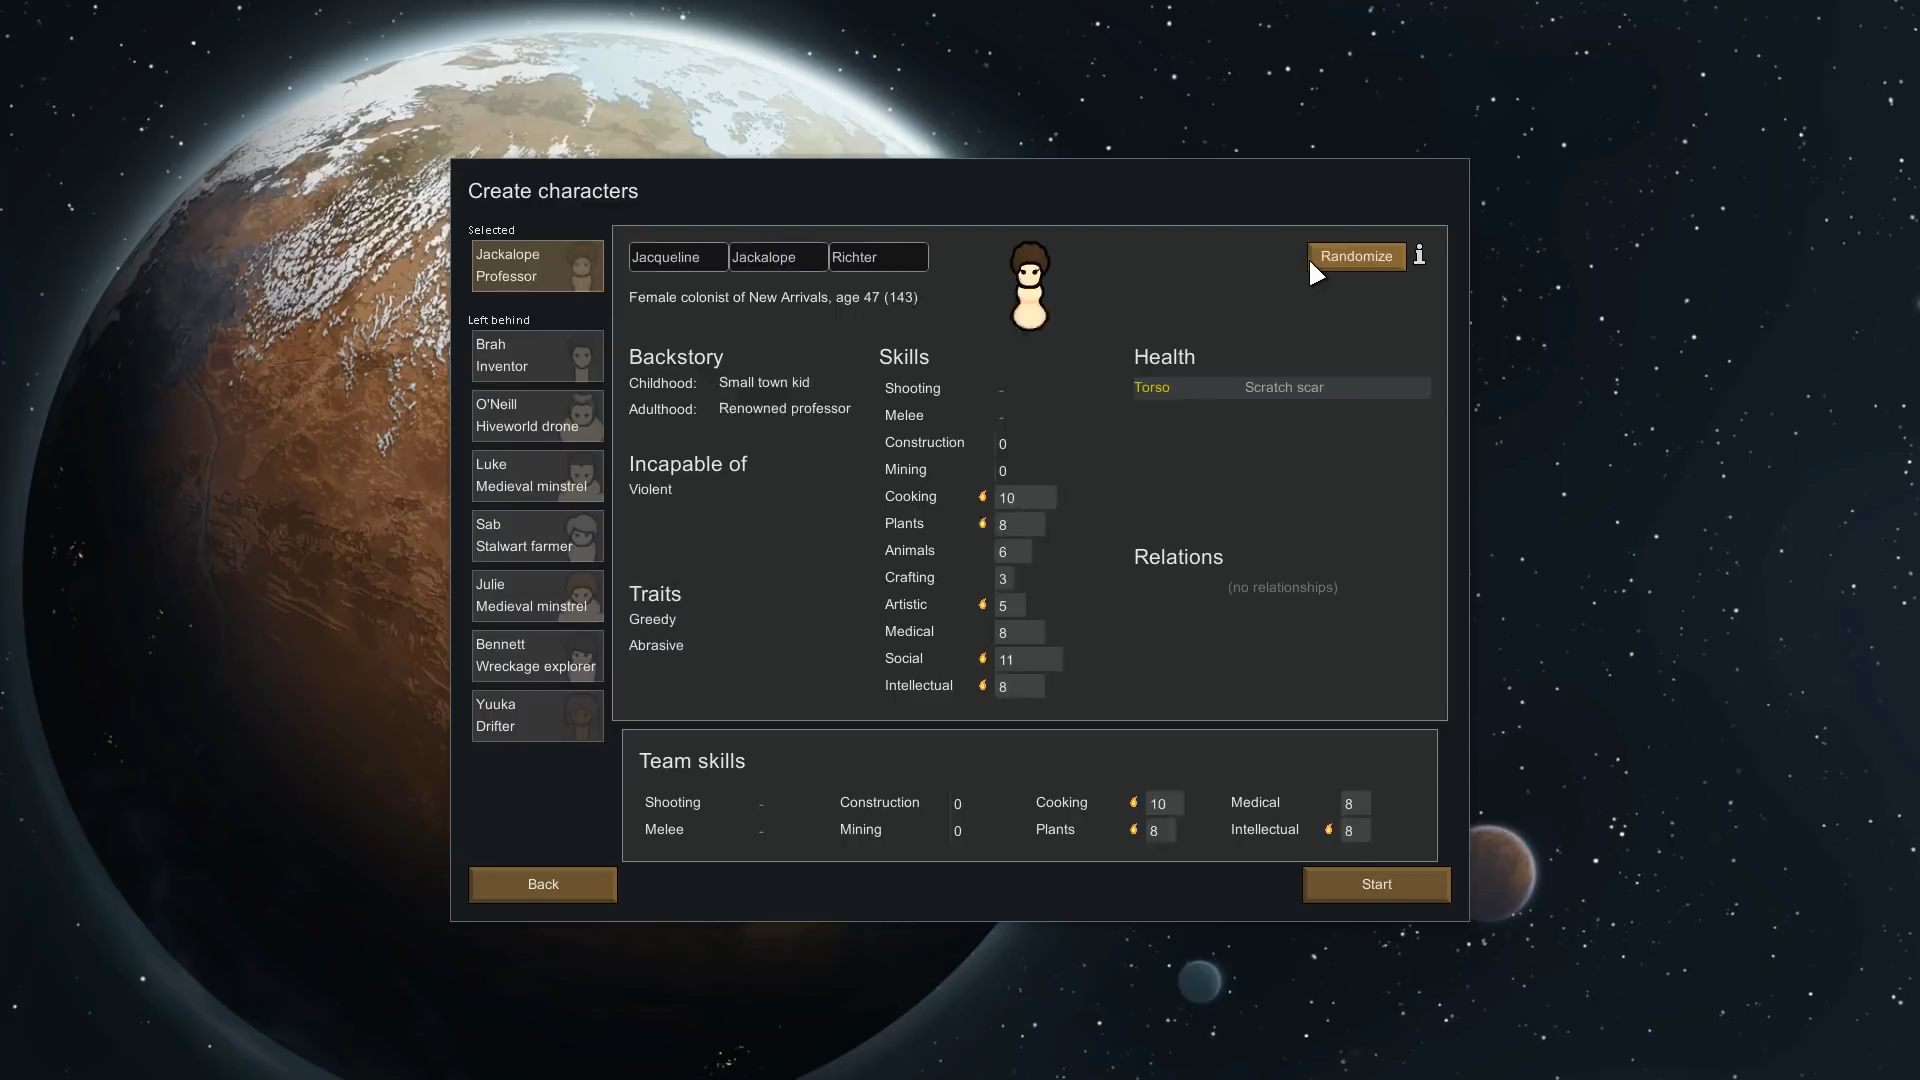 Create characters
Selected
Jackalope
Professor
Left behind
Brah
Inventor
O'Neill
Hiveworld drone
Luke
Medieval minstrel
Sab
Stalwart farmer
Julie
Medieval minstrel
Bennett
Wreckage explorer
Yuuka
Drifter
Jacqueline Jackalope Richter
Randomize
Female colonist of New Arrivals, age 47 (143)
Backstory
Childhood: Small town kid
Adulthood: Renowned professor
Incapable of
Violent
Traits
Greedy
Abrasive
Skills
Shooting -
Melee -
Construction 0
Mining 0
Cooking 10
Plants 8
Animals 6
Crafting 3
Artistic 5
Medical 8
Social 11
Intellectual 8
Health
Torso Scratch scar
Relations
(no relationships)
Team skills
Shooting - Construction 0 Cooking 10 Medical 8
Melee - Mining 0 Plants 8 Intellectual 8
Back
Start